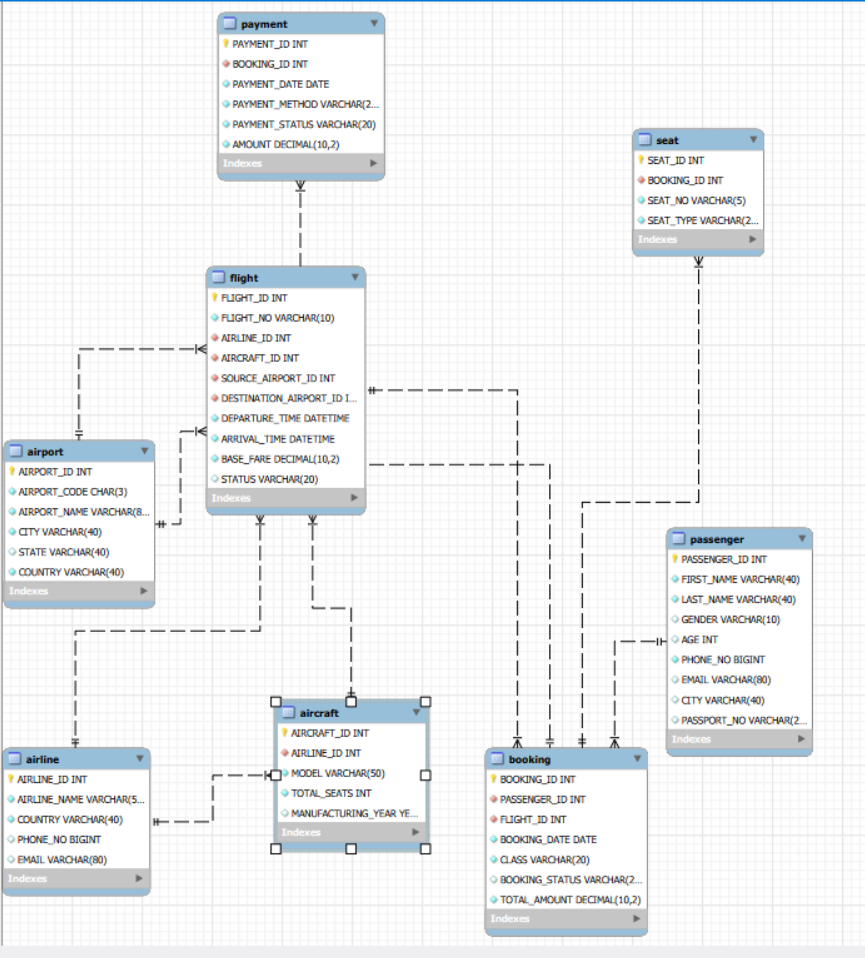 payment
PAYMENT_ID INT
BOOKING_ID INT
PAYMENT_DATE DATE
PAYMENT_METHOD VARCHAR(2...
PAYMENT_STATUS VARCHAR(20)
AMOUNT DECIMAL(10,2)
Indexes
seat
SEAT_ID INT
BOOKING_ID INT
SEAT_NO VARCHAR(5)
SEAT_TYPE VARCHAR(2...
Indexes
flight
FLIGHT_ID INT
FLIGHT_NO VARCHAR(10)
AIRLINE_ID INT
AIRCRAFT_ID INT
SOURCE_AIRPORT_ID INT
DESTINATION_AIRPORT_ID I...
DEPARTURE_TIME DATETIME
ARRIVAL_TIME DATETIME
BASE_FARE DECIMAL(10,2)
STATUS VARCHAR(20)
Indexes
airport
AIRPORT_ID INT
AIRPORT_CODE CHAR(3)
AIRPORT_NAME VARCHAR(8...
CITY VARCHAR(40)
STATE VARCHAR(40)
COUNTRY VARCHAR(40)
Indexes
passenger
PASSENGER_ID INT
FIRST_NAME VARCHAR(40)
LAST_NAME VARCHAR(40)
GENDER VARCHAR(10)
AGE INT
PHONE_NO BIGINT
EMAIL VARCHAR(80)
CITY VARCHAR(40)
PASSPORT_NO VARCHAR(2...
Indexes
aircraft
AIRCRAFT_ID INT
AIRLINE_ID INT
MODEL VARCHAR(50)
TOTAL_SEATS INT
MANUFACTURING_YEAR YE...
Indexes
airline
AIRLINE_ID INT
AIRLINE_NAME VARCHAR(5...
COUNTRY VARCHAR(40)
PHONE_NO BIGINT
EMAIL VARCHAR(80)
Indexes
booking
BOOKING_ID INT
PASSENGER_ID INT
FLIGHT_ID INT
BOOKING_DATE DATE
CLASS VARCHAR(20)
BOOKING_STATUS VARCHAR(2...
TOTAL_AMOUNT DECIMAL(10,2)
Indexes